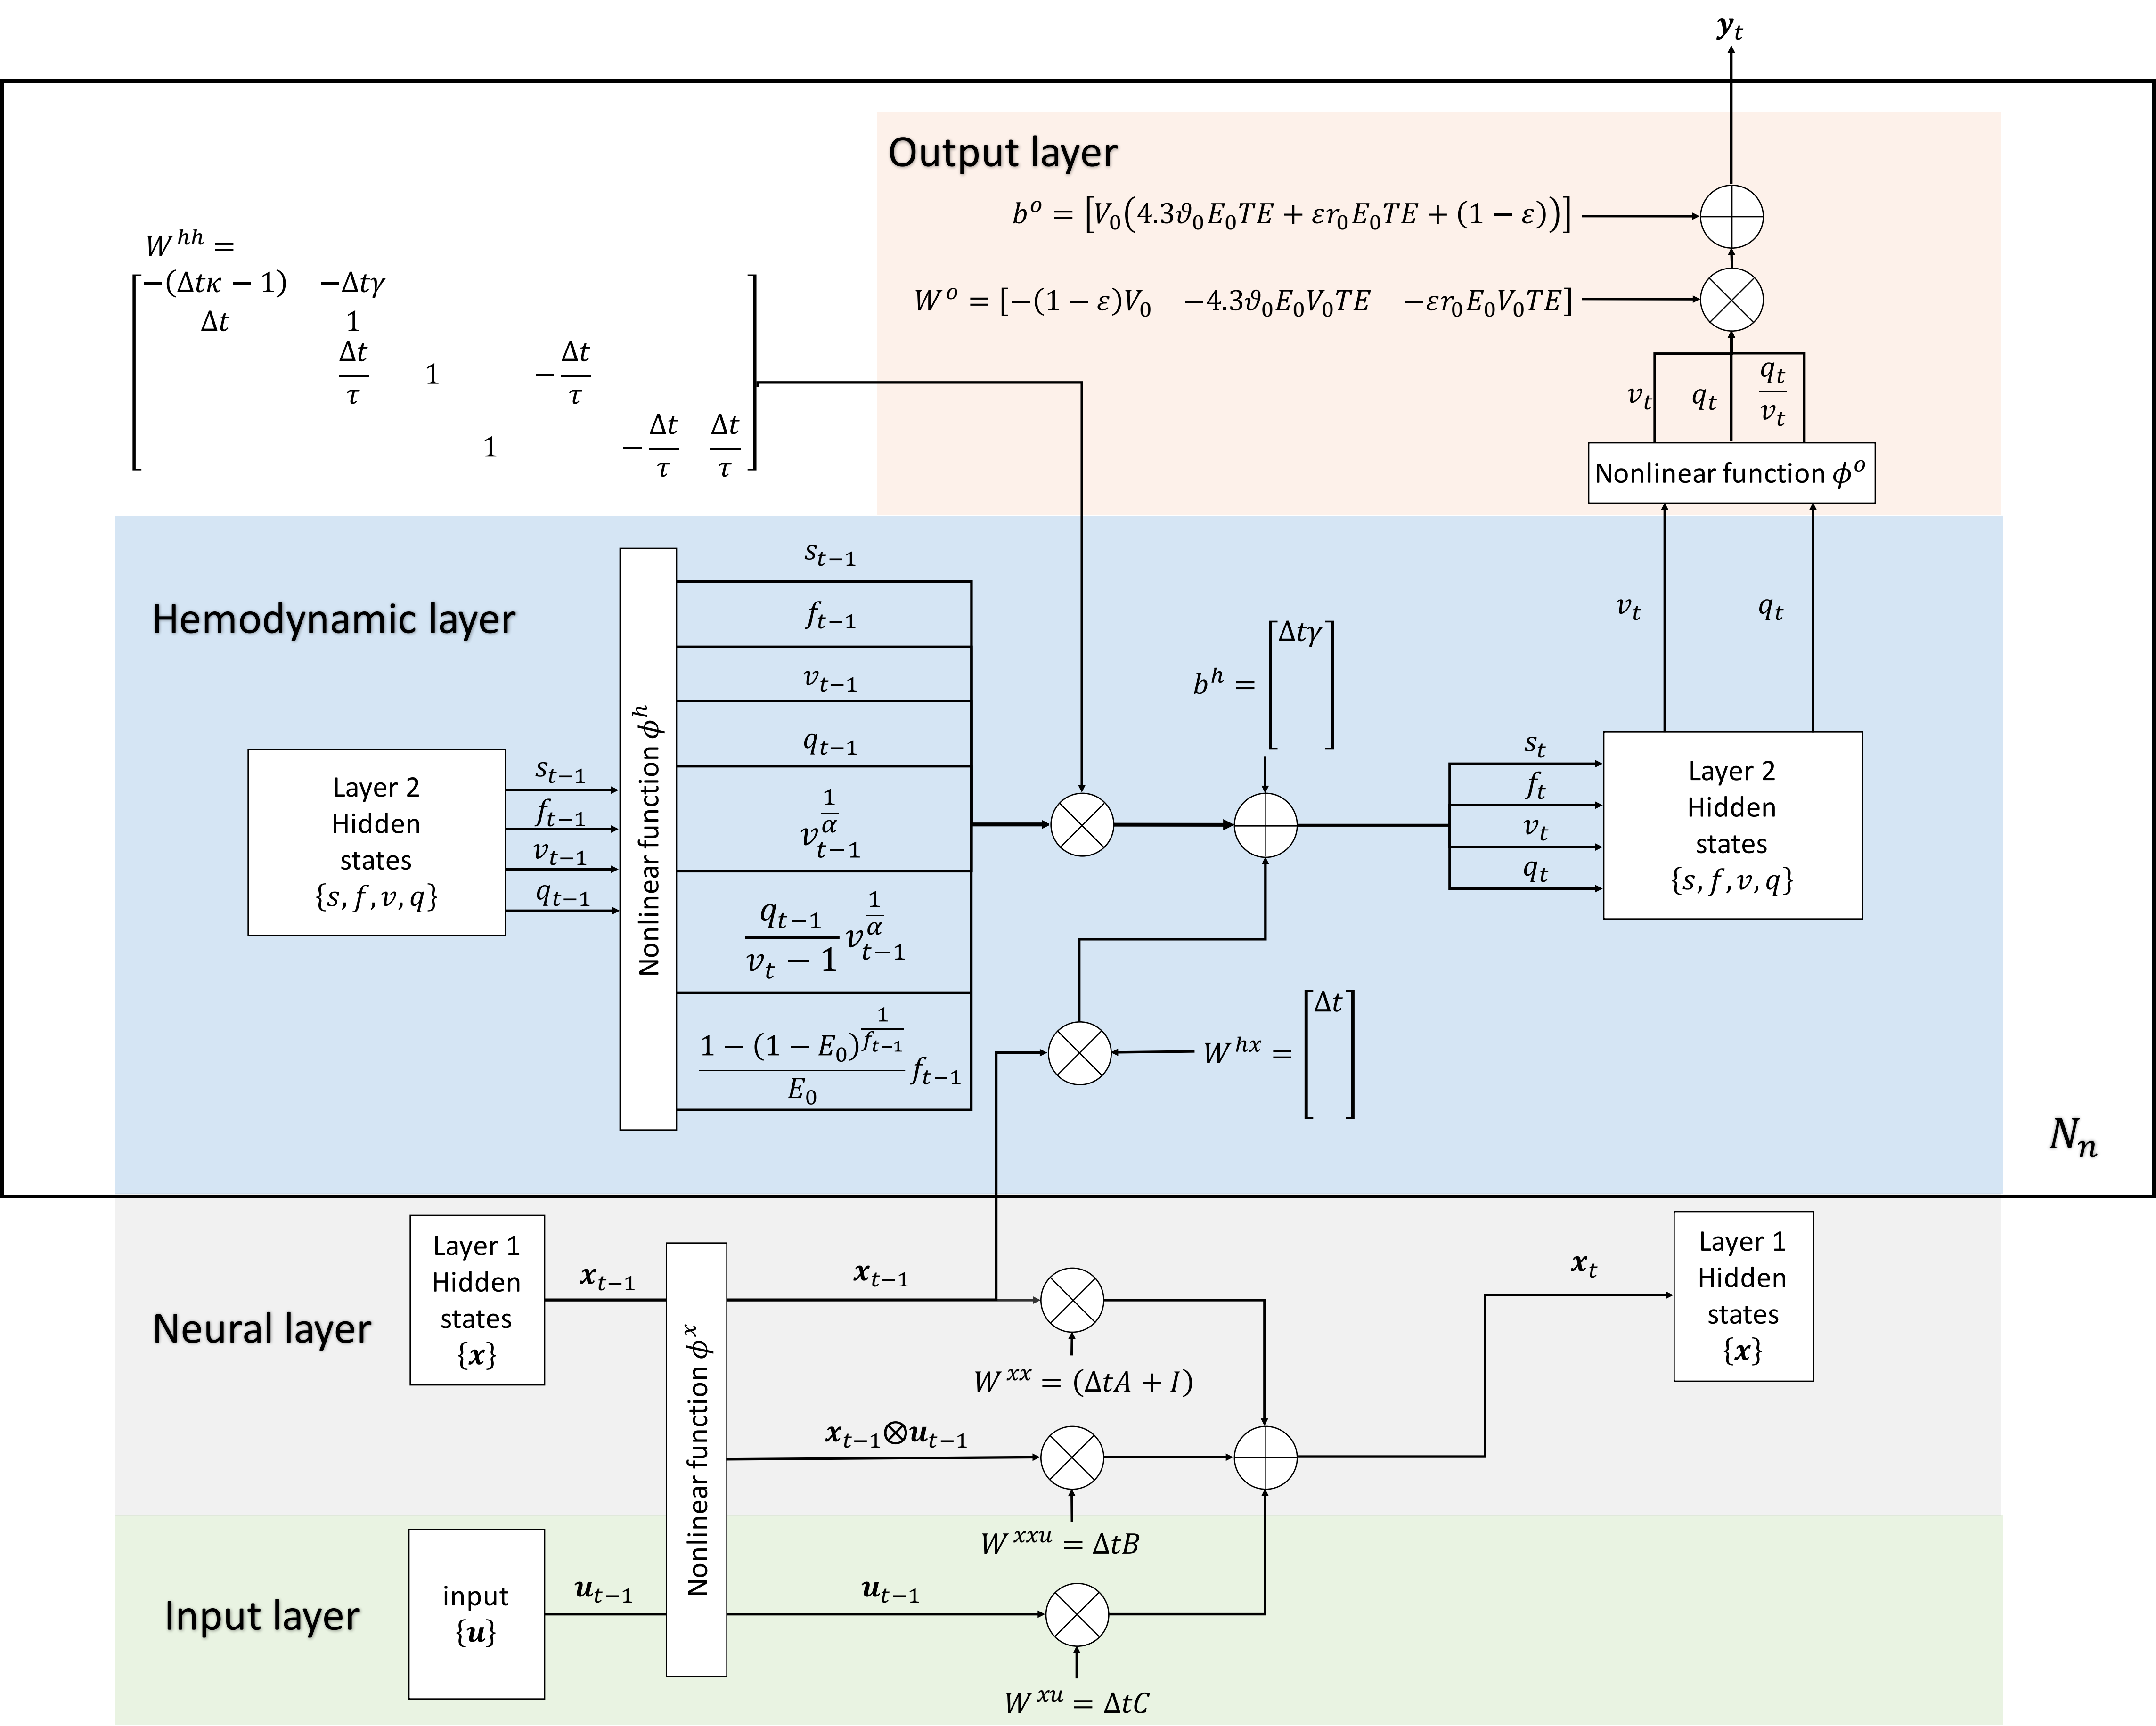 𝒚_t
Output layer
b^o = [V_0(4.3ϑ_0E_0TE + εr_0E_0TE + (1 − ε))]
W^o = [−(1 − ε)V_0 −4.3ϑ_0E_0V_0TE −εr_0E_0V_0TE]
W^{hh} =
−(Δtκ − 1) −Δtγ
Δt 1
Δt/τ 1 −Δt/τ
1 −Δt/τ Δt/τ
v_t q_t q_t/v_t
Nonlinear function ϕ^o
v_t q_t
Hemodynamic layer
Layer 2
Hidden
states
{s, f, v, q}
s_{t−1}
f_{t−1}
v_{t−1}
q_{t−1}
Nonlinear function ϕ^h
s_{t−1}
f_{t−1}
v_{t−1}
q_{t−1}
v_{t−1}^{1/α}
q_{t−1}/(v_t − 1) v_{t−1}^{1/α}
(1 − (1 − E_0)^{1/f_{t−1}})/E_0 f_{t−1}
b^h = [Δtγ]
W^{hx} = [Δt]
s_t
f_t
v_t
q_t
Layer 2
Hidden
states
{s, f, v, q}
N_n
Neural layer
Layer 1
Hidden
states
{𝒙}
𝒙_{t−1}
Nonlinear function ϕ^x
𝒙_{t−1}
W^{xx} = (ΔtA + I)
𝒙_{t−1}⊗𝒖_{t−1}
W^{xxu} = ΔtB
𝒙_t
Layer 1
Hidden
states
{𝒙}
Input layer
input
{𝒖}
𝒖_{t−1}
𝒖_{t−1}
W^{xu} = ΔtC